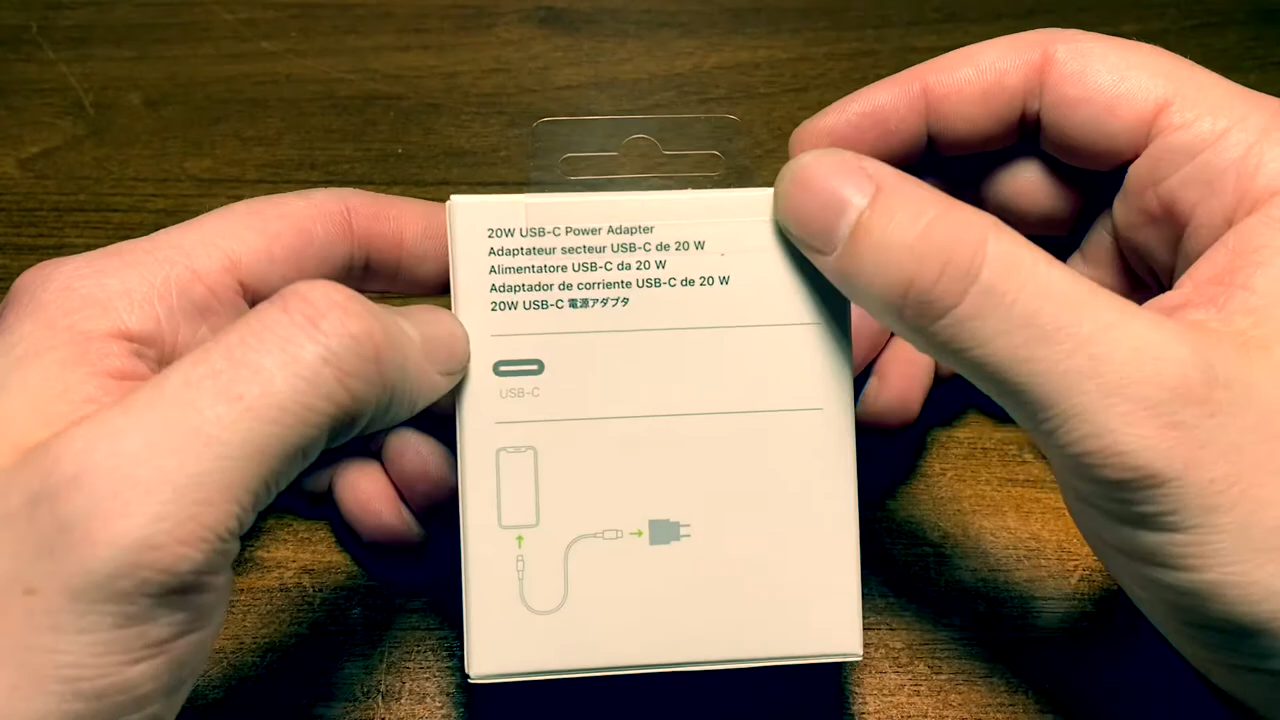 20W USB-C Power Adapter
Adaptateur secteur USB-C de 20 W
Alimentatore USB-C da 20 W
Adaptador de corriente USB-C de 20 W
20W USB-C 電源アダプタ
USB-C